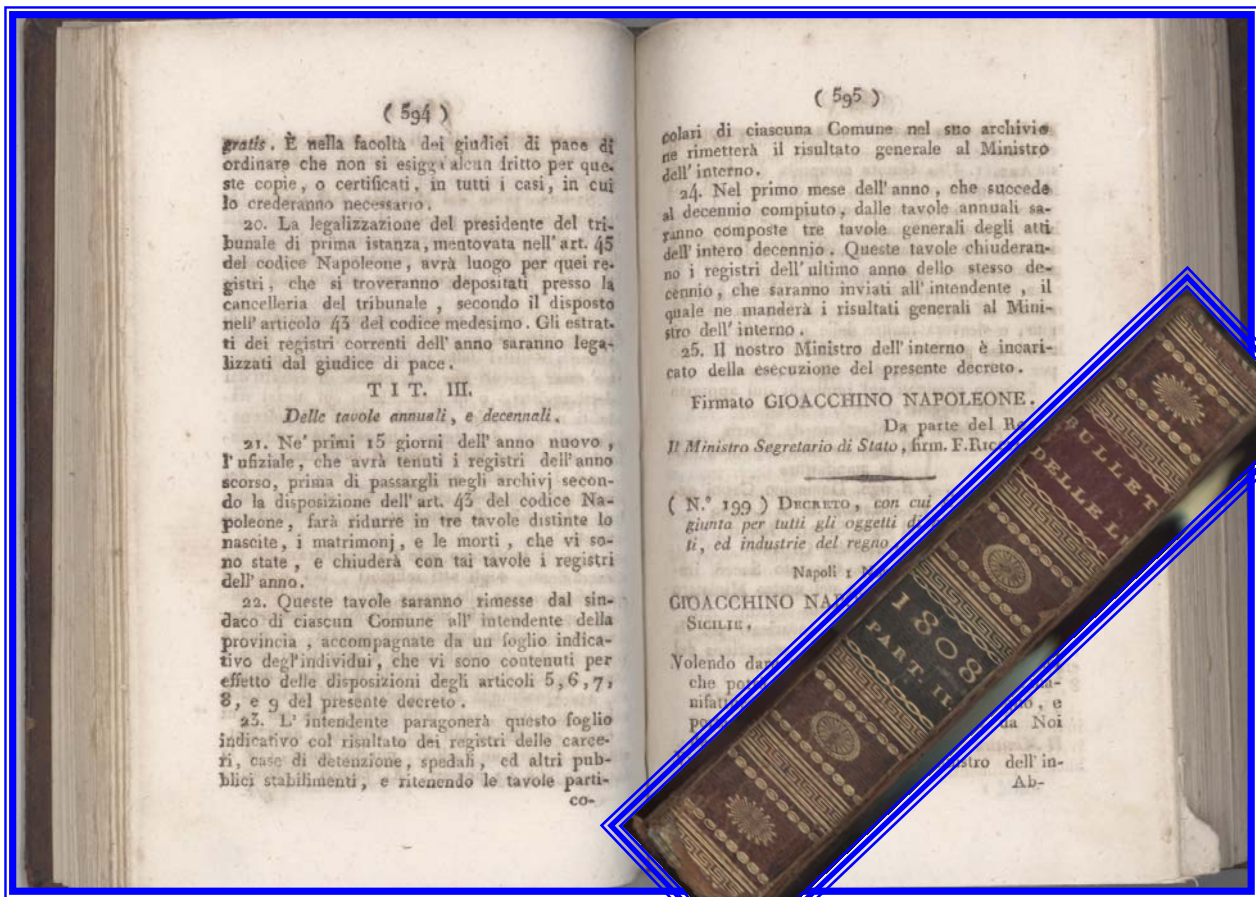 ( 594 )
gratis. È nella facoltà dei giudici di pace di
ordinare che non si esigga alcun dritto per que-
ste copie, o certificati, in tutti i casi, in cui
lo crederanno necessario.
20. La legalizzazione del presidente del tri-
bunale di prima istanza, mentovata nell' art. 45
del codice Napoleone, avrà luogo per quei re-
gistri, che si troveranno depositati presso la
cancelleria del tribunale, secondo il disposto
nell' articolo 43 del codice medesimo. Gli estrat-
ti dei registri correnti dell' anno saranno lega-
lizzati dal giudice di pace.
TIT. III.
Delle tavole annuali, e decennali.
21. Ne' primi 15 giorni dell' anno nuovo,
l' ufiziale, che avrà tenuti i registri dell' anno
scorso, prima di passargli negli archivj secon-
do la disposizione dell' art. 43 del codice Na-
poleone, farà ridurre in tre tavole distinte lo
nascite, i matrimonj, e le morti, che vi so-
no state, e chiuderà con tai tavole i registri
dell' anno.
22. Queste tavole saranno rimesse dal sin-
daco di ciascun Comune all' intendente della
provincia, accompagnate da un foglio indica-
tivo degl'individui, che vi sono contenuti per
effetto delle disposizioni degli articoli 5, 6, 7,
8, e 9 del presente decreto.
23. L' intendente paragonerà questo foglio
indicativo col risultato dei registri delle carce-
ri, case di detenzione, spedali, ed altri pub-
blici stabilimenti, e ritenendo le tavole parti-
co-
( 595 )
colari di ciascuna Comune nel suo archivio
ne rimetterà il risultato generale al Ministro
dell' interno.
24. Nel primo mese dell' anno, che succede
al decennio compiuto, dalle tavole annuali sa-
ranno composte tre tavole generali degli atti
dell' intero decennio. Queste tavole chiuderan-
no i registri dell' ultimo anno dello stesso de-
cennio, che saranno inviati all' intendente, il
quale ne manderà i risultati generali al Mini-
stro dell' interno.
25. Il nostro Ministro dell' interno è incari-
cato della esecuzione del presente decreto.
Firmato GIOACCHINO NAPOLEONE.
Da parte del
Il Ministro Segretario di Stato, firm. F.
( N.° 199 ) DECRETO, con cui
giunta per tutti gli oggetti
ti, ed industrie del regno
Napoli 1
GIOACCHINO
SICILIE,
Volendo
che
nifat o, e
da Noi
stro dell' in-
Ab-
BULLET
DELLE L
1808
PART. II.